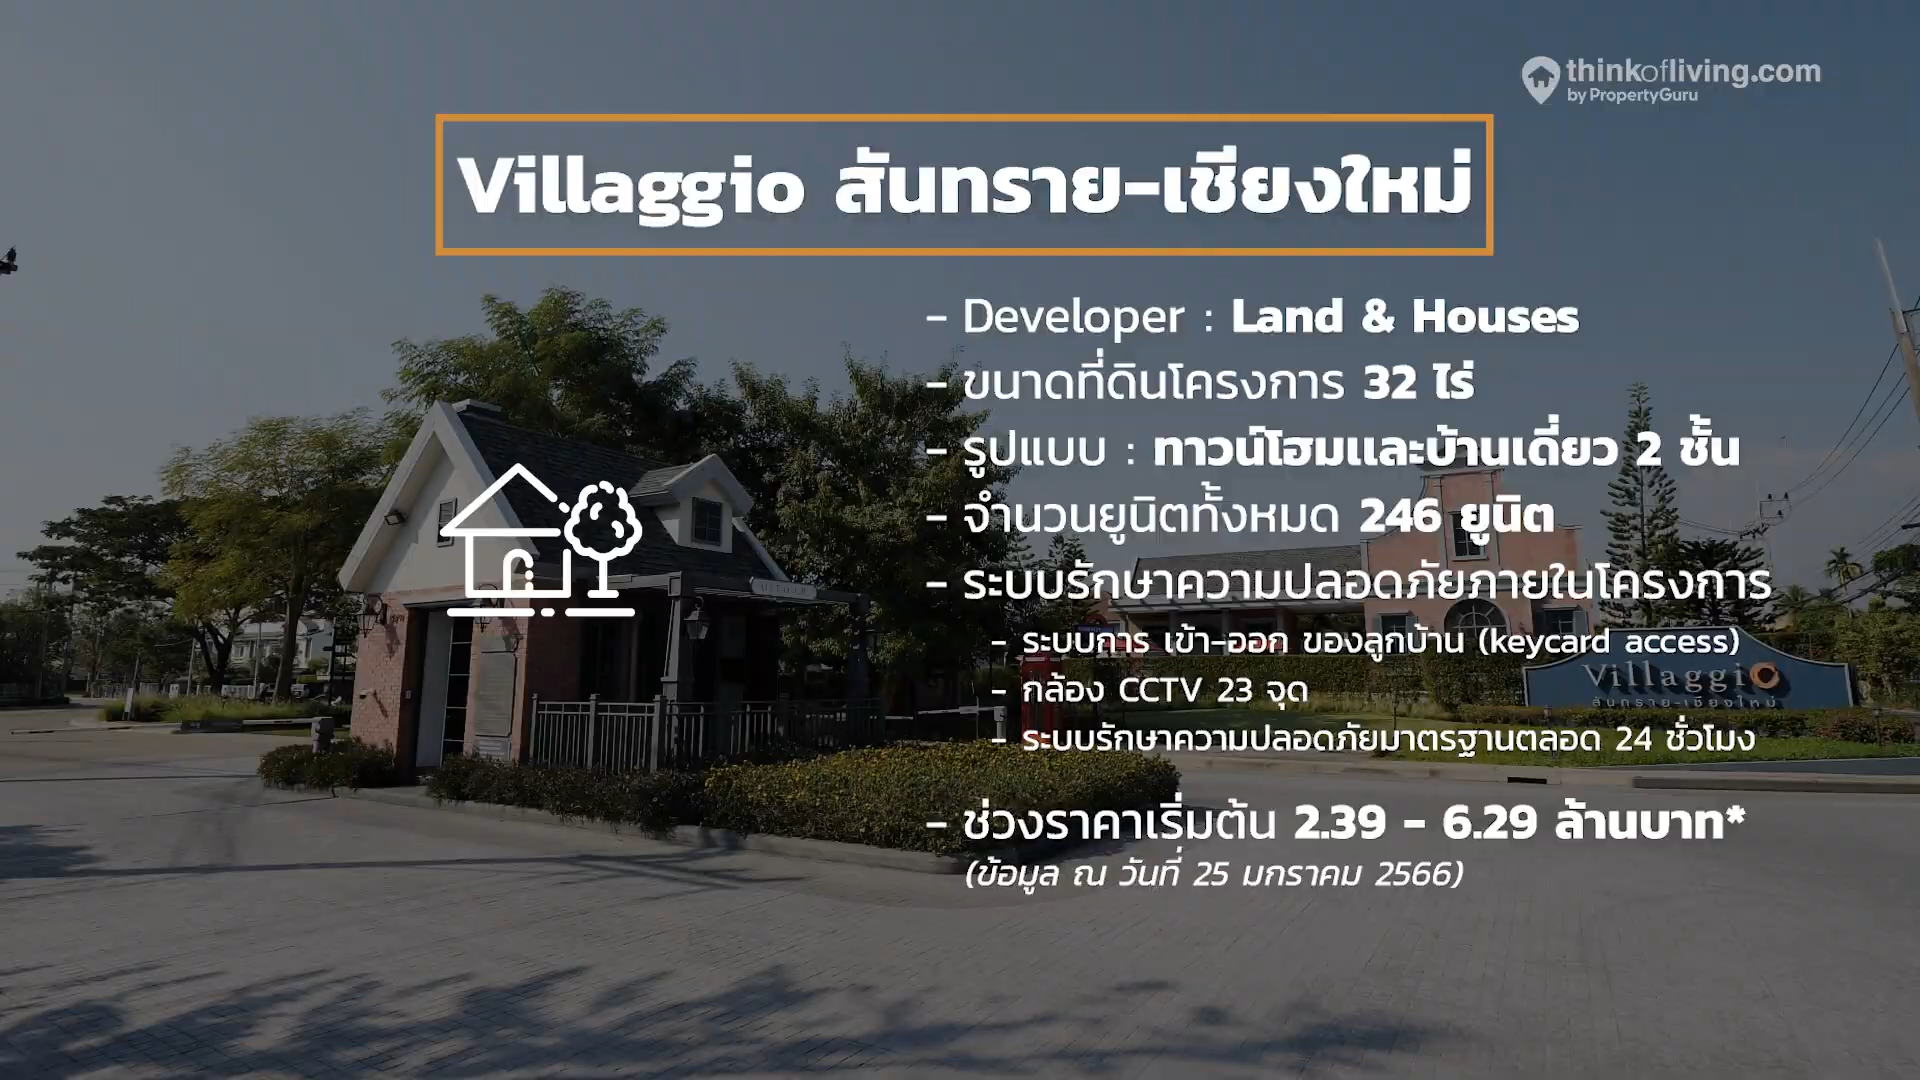 thinkofliving.com
by PropertyGuru
Villaggio สันทราย-เชียงใหม่
- Developer : Land & Houses
- ขนาดที่ดินโครงการ 32 ไร่
- รูปแบบ : ทาวน์โฮมและบ้านเดี่ยว 2 ชั้น
- จำนวนยูนิตทั้งหมด 246 ยูนิต
- ระบบรักษาความปลอดภัยภายในโครงการ
- ระบบการ เข้า-ออก ของลูกบ้าน (keycard access)
- กล้อง CCTV 23 จุด
- ระบบรักษาความปลอดภัยมาตรฐานตลอด 24 ชั่วโมง
- ช่วงราคาเริ่มต้น 2.39 - 6.29 ล้านบาท*
(ข้อมูล ณ วันที่ 25 มกราคม 2566)
Villaggio
สันทราย-เชียงใหม่